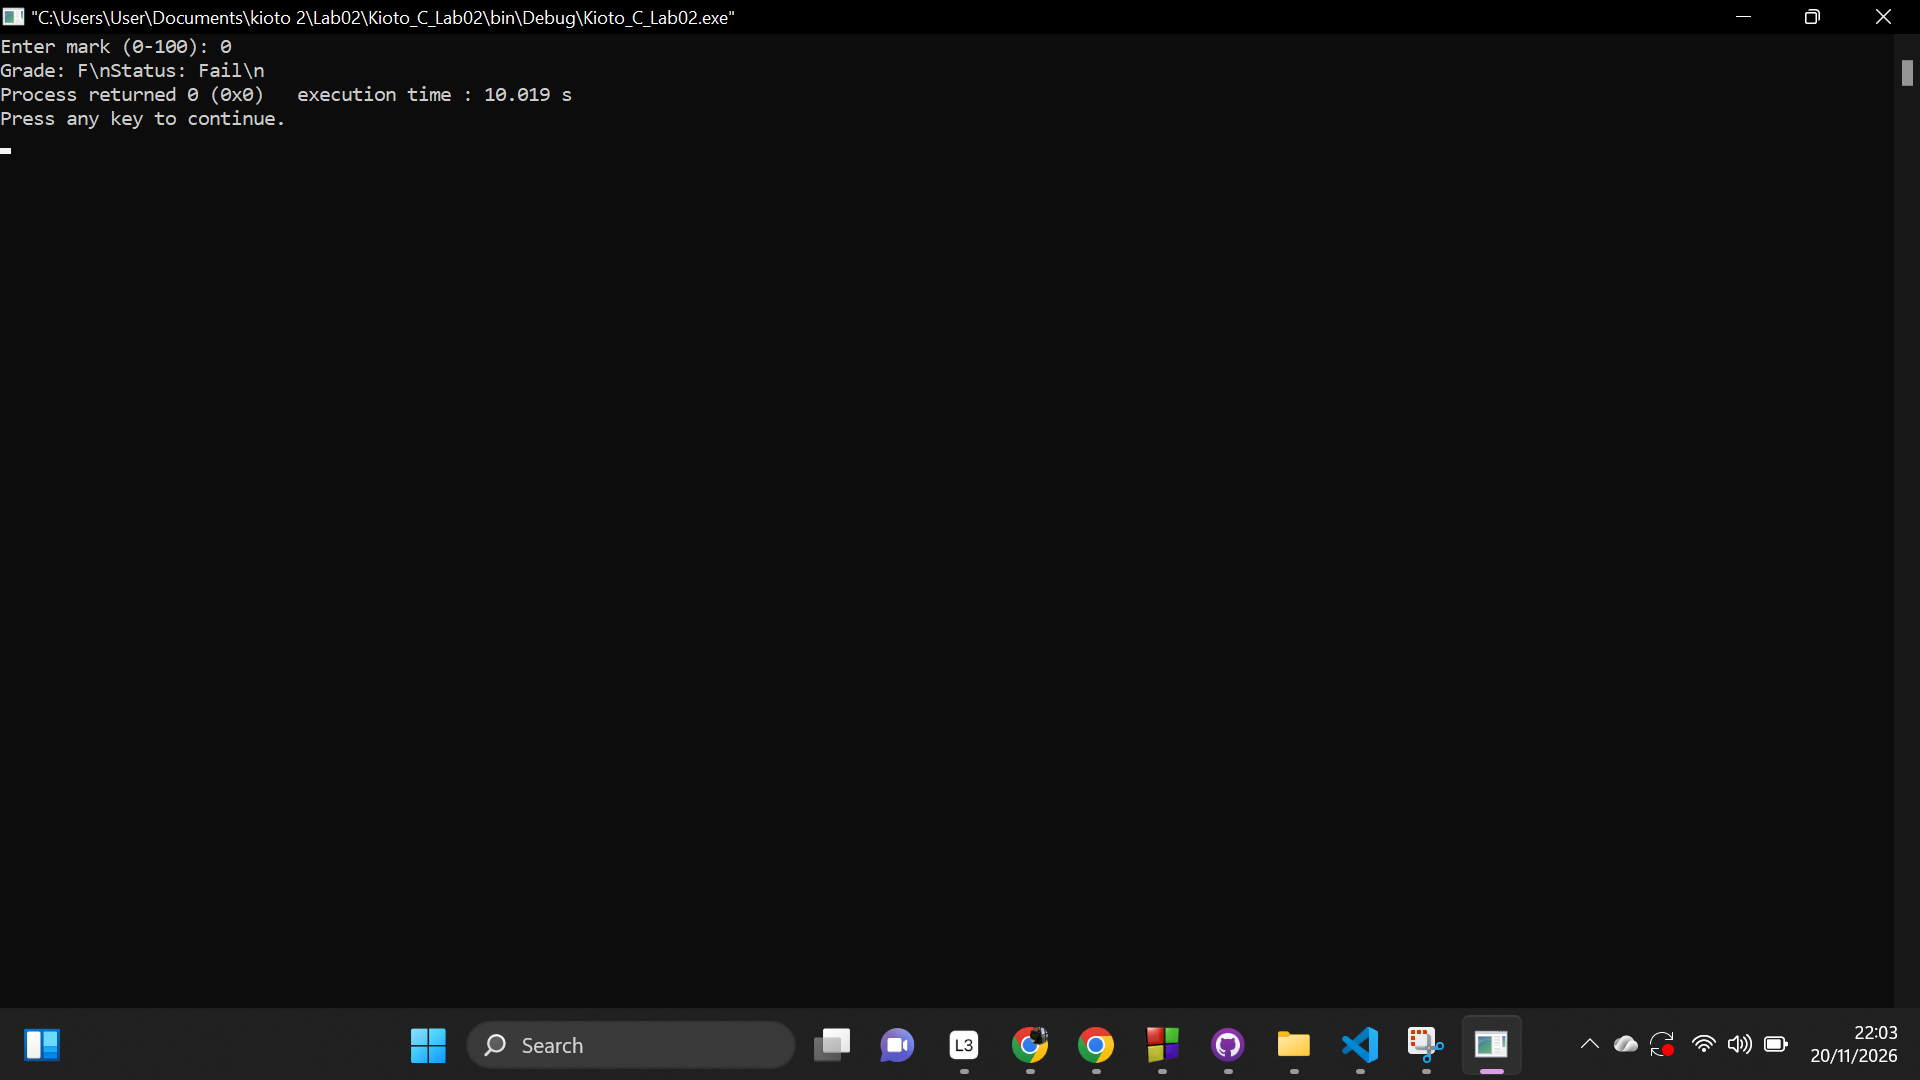 "C:\Users\User\Documents\kioto 2\Lab02\Kioto_C_Lab02\bin\Debug\Kioto_C_Lab02.exe"
Enter mark (0-100): 0
Grade: F\nStatus: Fail\n
Process returned 0 (0x0)   execution time : 10.019 s
Press any key to continue.
Search
L3
22:03
20/11/2026